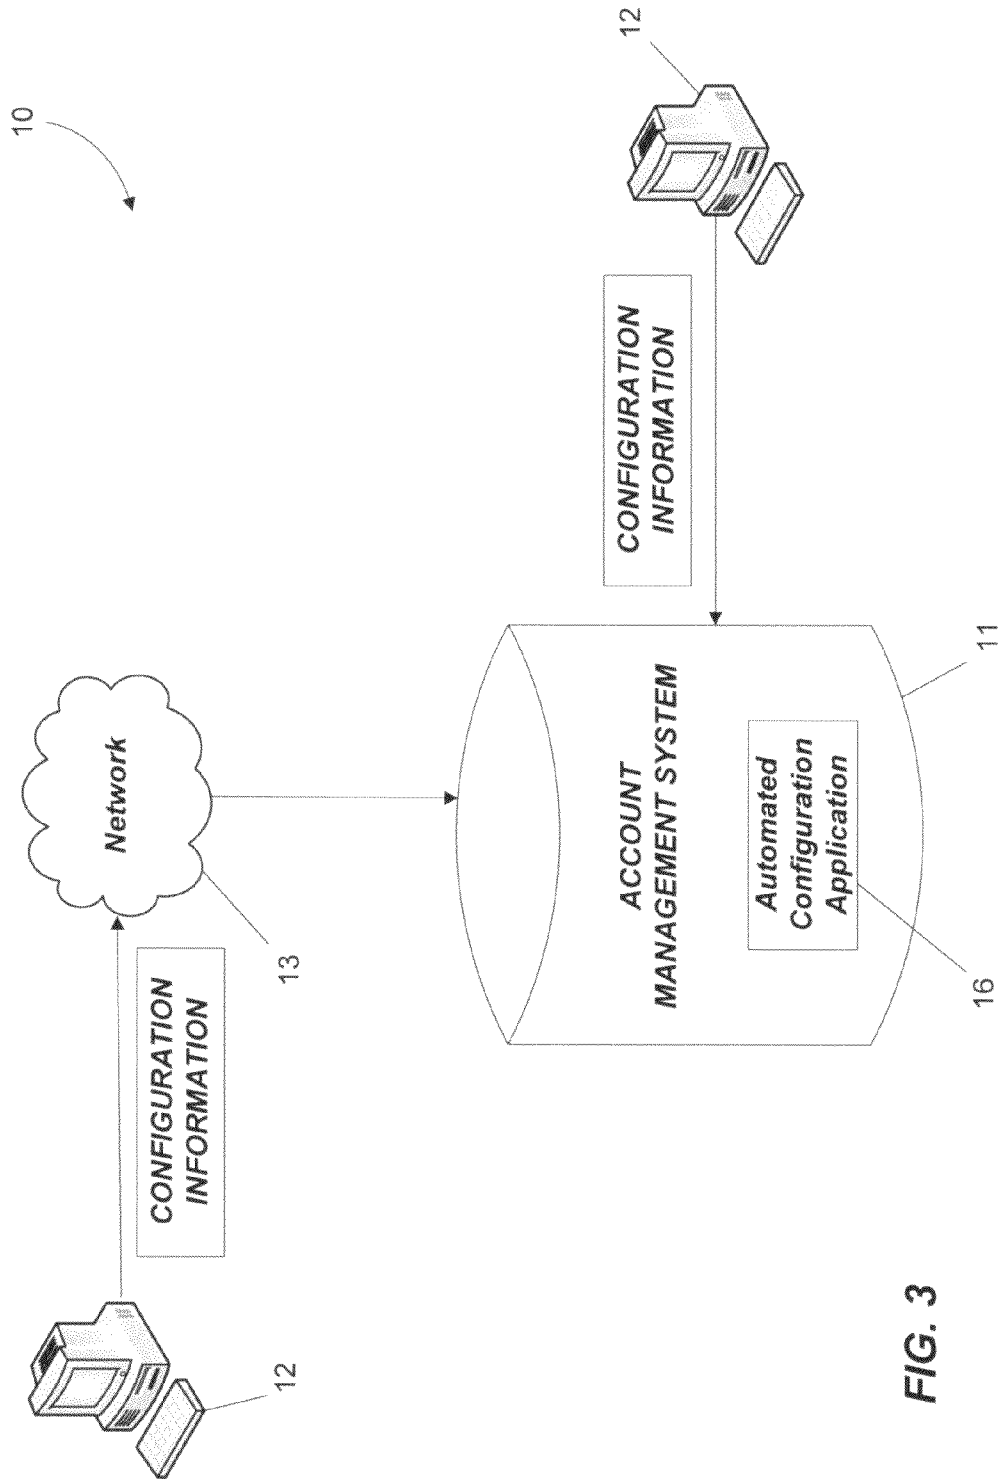 10
12
CONFIGURATION
INFORMATION
Network
13
CONFIGURATION
INFORMATION
12
ACCOUNT
MANAGEMENT SYSTEM
Automated
Configuration
Application
11
16
FIG. 3